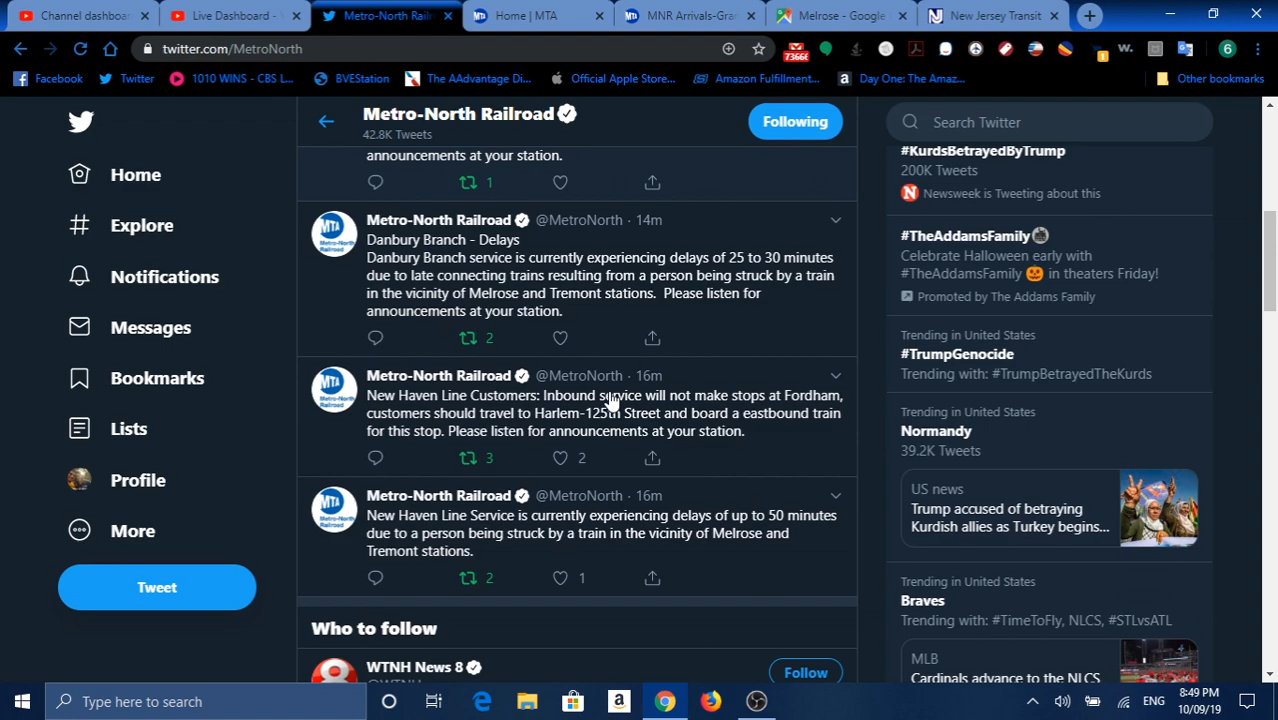 Channel dashboar
Live Dashboard -
Metro-North Railr
Home | MTA
MNR Arrivals-Gra
Melrose - Google
New Jersey Transit
twitter.com/MetroNorth
73666
W.
6
Facebook
Twitter
1010 WINS - CBS L...
BVEStation
The AAdvantage Di...
Official Apple Store...
Amazon Fulfillment...
Day One: The Amaz...
Other bookmarks
Home
Explore
Notifications
Messages
Bookmarks
Lists
Profile
More
Tweet
Metro-North Railroad
42.8K Tweets
Following
announcements at your station.
1
Metro-North Railroad @MetroNorth · 14m
Danbury Branch - Delays
Danbury Branch service is currently experiencing delays of 25 to 30 minutes
due to late connecting trains resulting from a person being struck by a train
in the vicinity of Melrose and Tremont stations. Please listen for
announcements at your station.
2
Metro-North Railroad @MetroNorth · 16m
New Haven Line Customers: Inbound service will not make stops at Fordham,
customers should travel to Harlem-125th Street and board a eastbound train
for this stop. Please listen for announcements at your station.
3 2
Metro-North Railroad @MetroNorth · 16m
New Haven Line Service is currently experiencing delays of up to 50 minutes
due to a person being struck by a train in the vicinity of Melrose and
Tremont stations.
2 1
Who to follow
WTNH News 8
Follow
Search Twitter
#KurdsBetrayedByTrump
200K Tweets
Newsweek is Tweeting about this
#TheAddamsFamily
Celebrate Halloween early with
#TheAddamsFamily in theaters Friday!
Promoted by The Addams Family
Trending in United States
#TrumpGenocide
Trending with: #TrumpBetrayedTheKurds
Trending in United States
Normandy
39.2K Tweets
US news
Trump accused of betraying
Kurdish allies as Turkey begins...
Trending in United States
Braves
Trending with: #TimeToFly, NLCS, #STLvsATL
MLB
Cardinals advance to the NLCS
Type here to search
ENG
8:49 PM
10/09/19